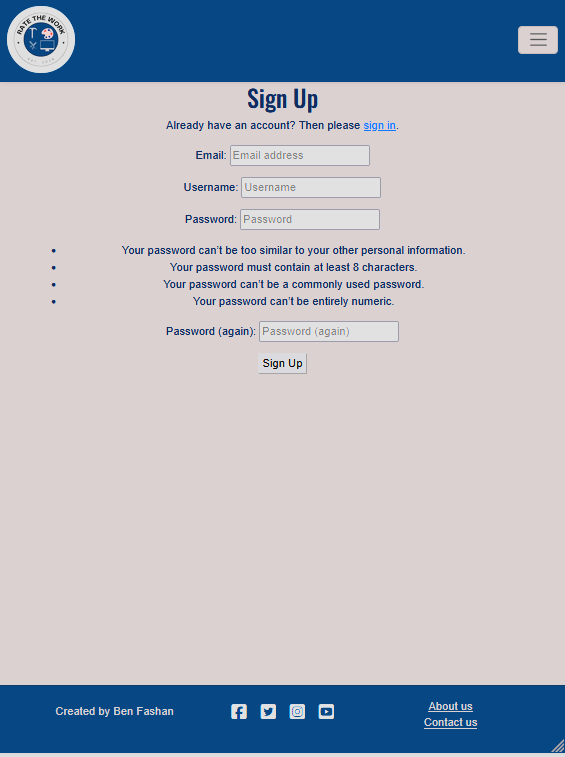 RATE THE WORK
Sign Up
Already have an account? Then please sign in.
Email: Email address
Username: Username
Password: Password
• Your password can't be too similar to your other personal information.
• Your password must contain at least 8 characters.
• Your password can't be a commonly used password.
• Your password can't be entirely numeric.
Password (again): Password (again)
Sign Up
Created by Ben Fashan
About us
Contact us